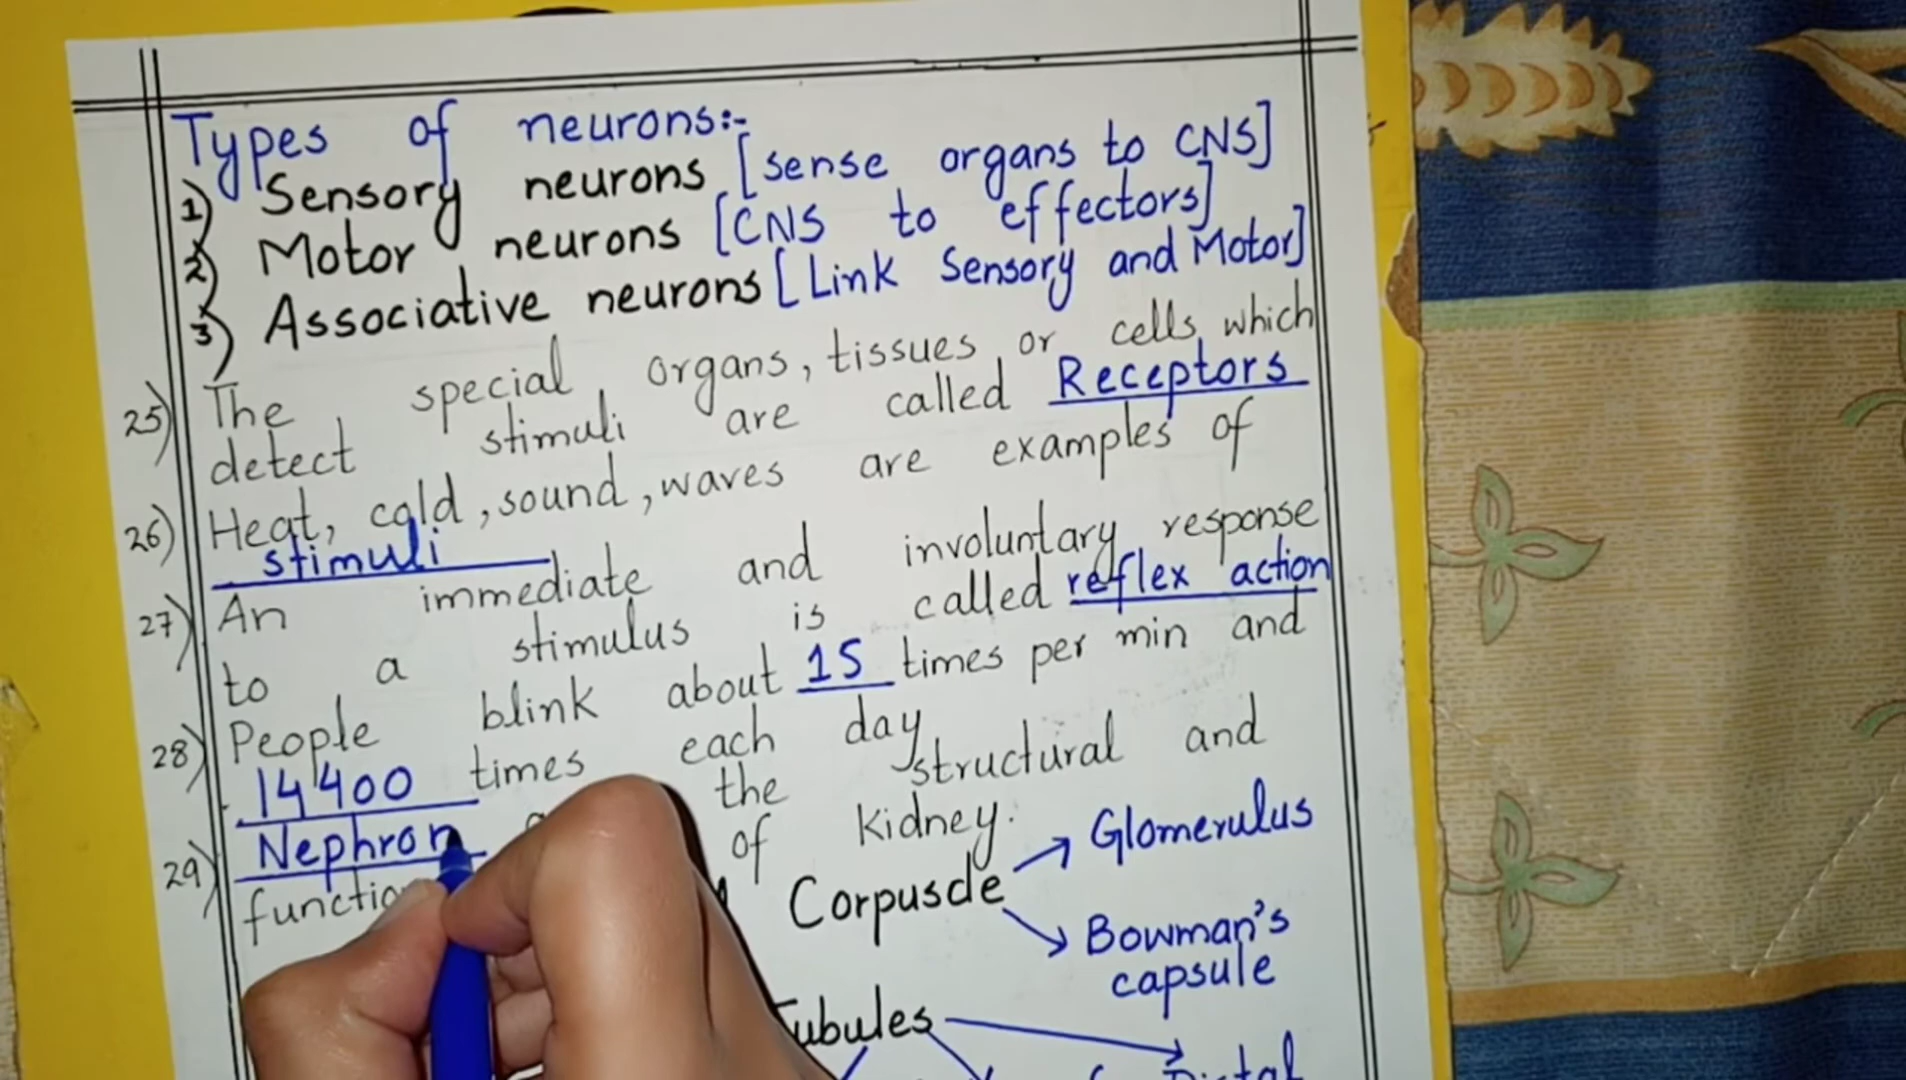 Types of neurons:-
1) Sensory neurons [sense organs to CNS]
2) Motor neurons [CNS to effectors]
3) Associative neurons [Link Sensory and Motor]
25) The special organs, tissues or cells which
detect stimuli are called Receptors
26) Heat, cold, sound, waves are examples of
stimuli
27) An immediate and involuntary response
to a stimulus is called reflex action
28) People blink about 15 times per min and
14400 times each day
29) Nephron the structural and
of kidney.
Corpuscle → Glomerulus
Bowman's
capsule
Tubules